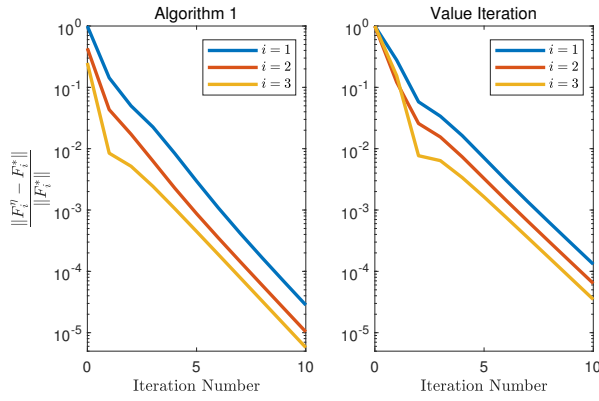 Algorithm 1
10^0
10^-1
10^-2
10^-3
10^-4
10^-5
||F_i^η − F_i^*||
||F_i^*||
i = 1
i = 2
i = 3
0
5
10
Iteration Number
Value Iteration
10^0
10^-1
10^-2
10^-3
10^-4
10^-5
i = 1
i = 2
i = 3
0
5
10
Iteration Number